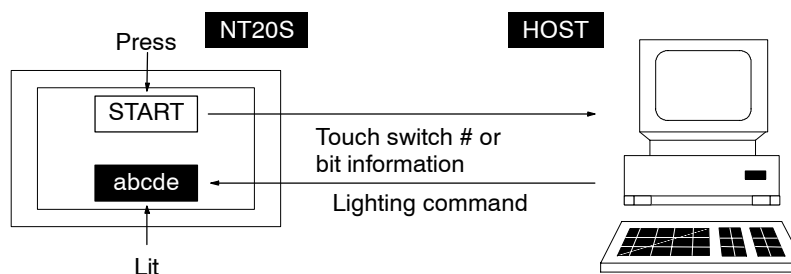 NT20S
HOST
Press
START
Touch switch # or
bit information
abcde
Lighting command
Lit